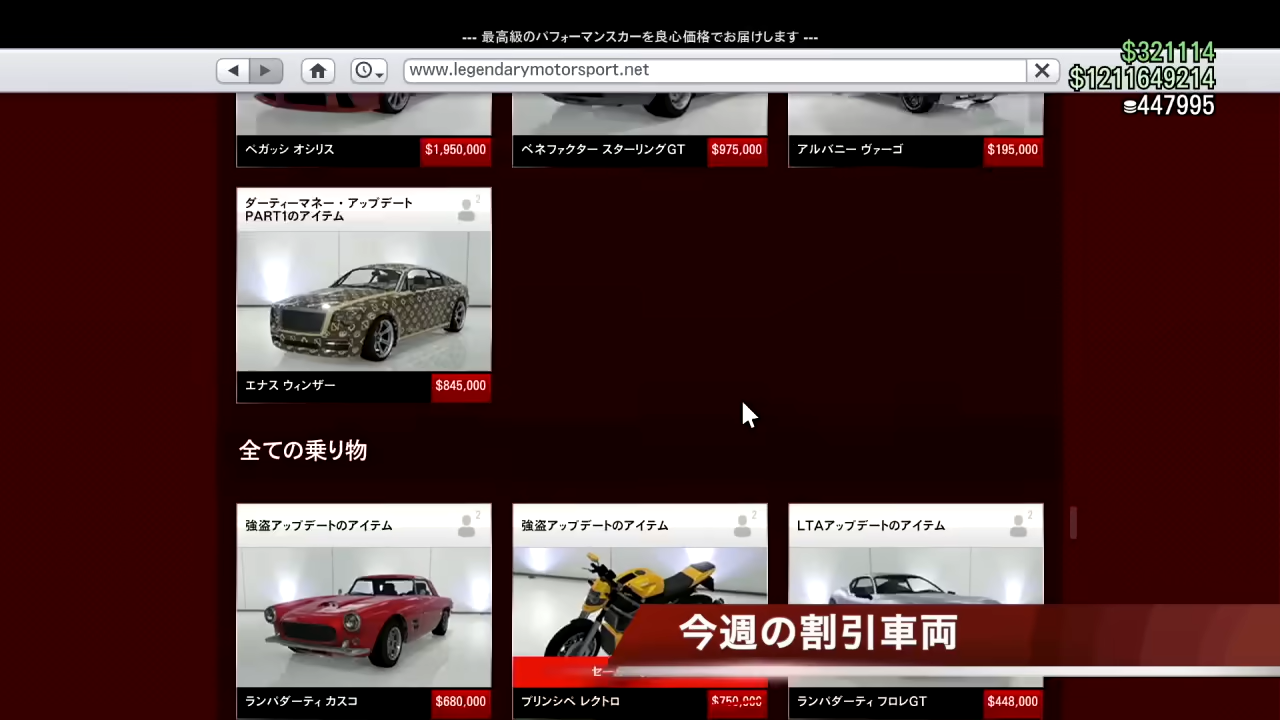 --- 最高級のパフォーマンスカーを良心価格でお届けします ---
www.legendarymotorsport.net
$321114
$1211649214
447995
ペガッシ オシリス
$1,950,000
ベネファクター スターリングGT
$975,000
アルバニー ヴァーゴ
$195,000
ダーティーマネー・アップデート
PART1のアイテム
2
エナス ウィンザー
$845,000
全ての乗り物
強盗アップデートのアイテム
2
強盗アップデートのアイテム
2
LTAアップデートのアイテム
2
今週の割引車両
ランパダーティ カスコ
$680,000
プリンシペ レクトロ
$750,000
ランパダーティ フロレGT
$448,000